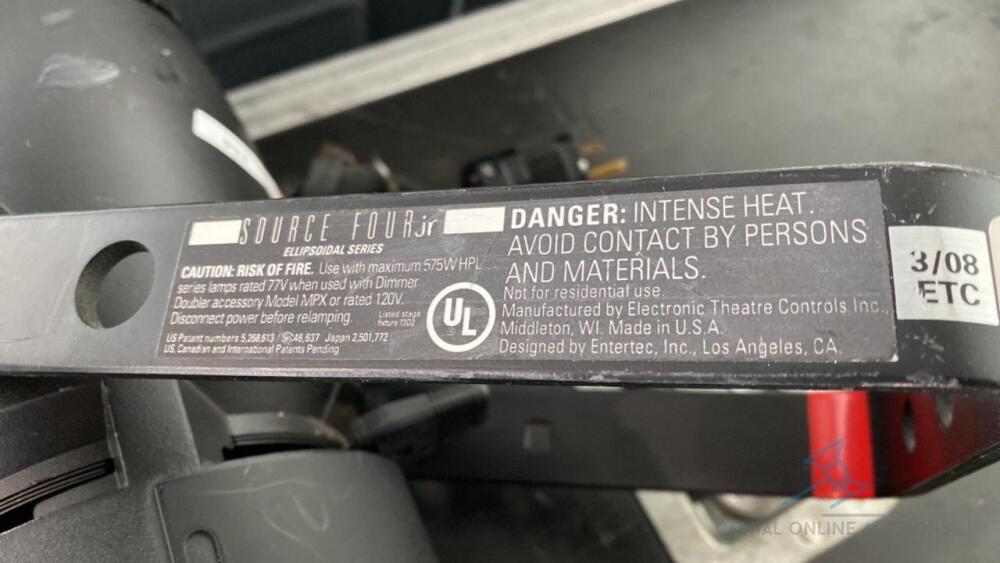 SOURCE FOUR jr
ELLIPSOIDAL SERIES
CAUTION: RISK OF FIRE. Use with maximum 575W HPL
series lamps rated 77V when used with Dimmer
Doubler accessory Model MPX or rated 120V.
Disconnect power before relamping.
Listed stage
fixture 73D2
US Patent numbers 5,268,613 Japan 2,501,772
US, Canadian and International Patents Pending
UL
DANGER: INTENSE HEAT.
AVOID CONTACT BY PERSONS
AND MATERIALS.
Not for residential use.
Manufactured by Electronic Theatre Controls Inc.,
Middleton, WI. Made in U.S.A.
Designed by Entertec, Inc., Los Angeles, CA.
3/08
ETC
ONLINE